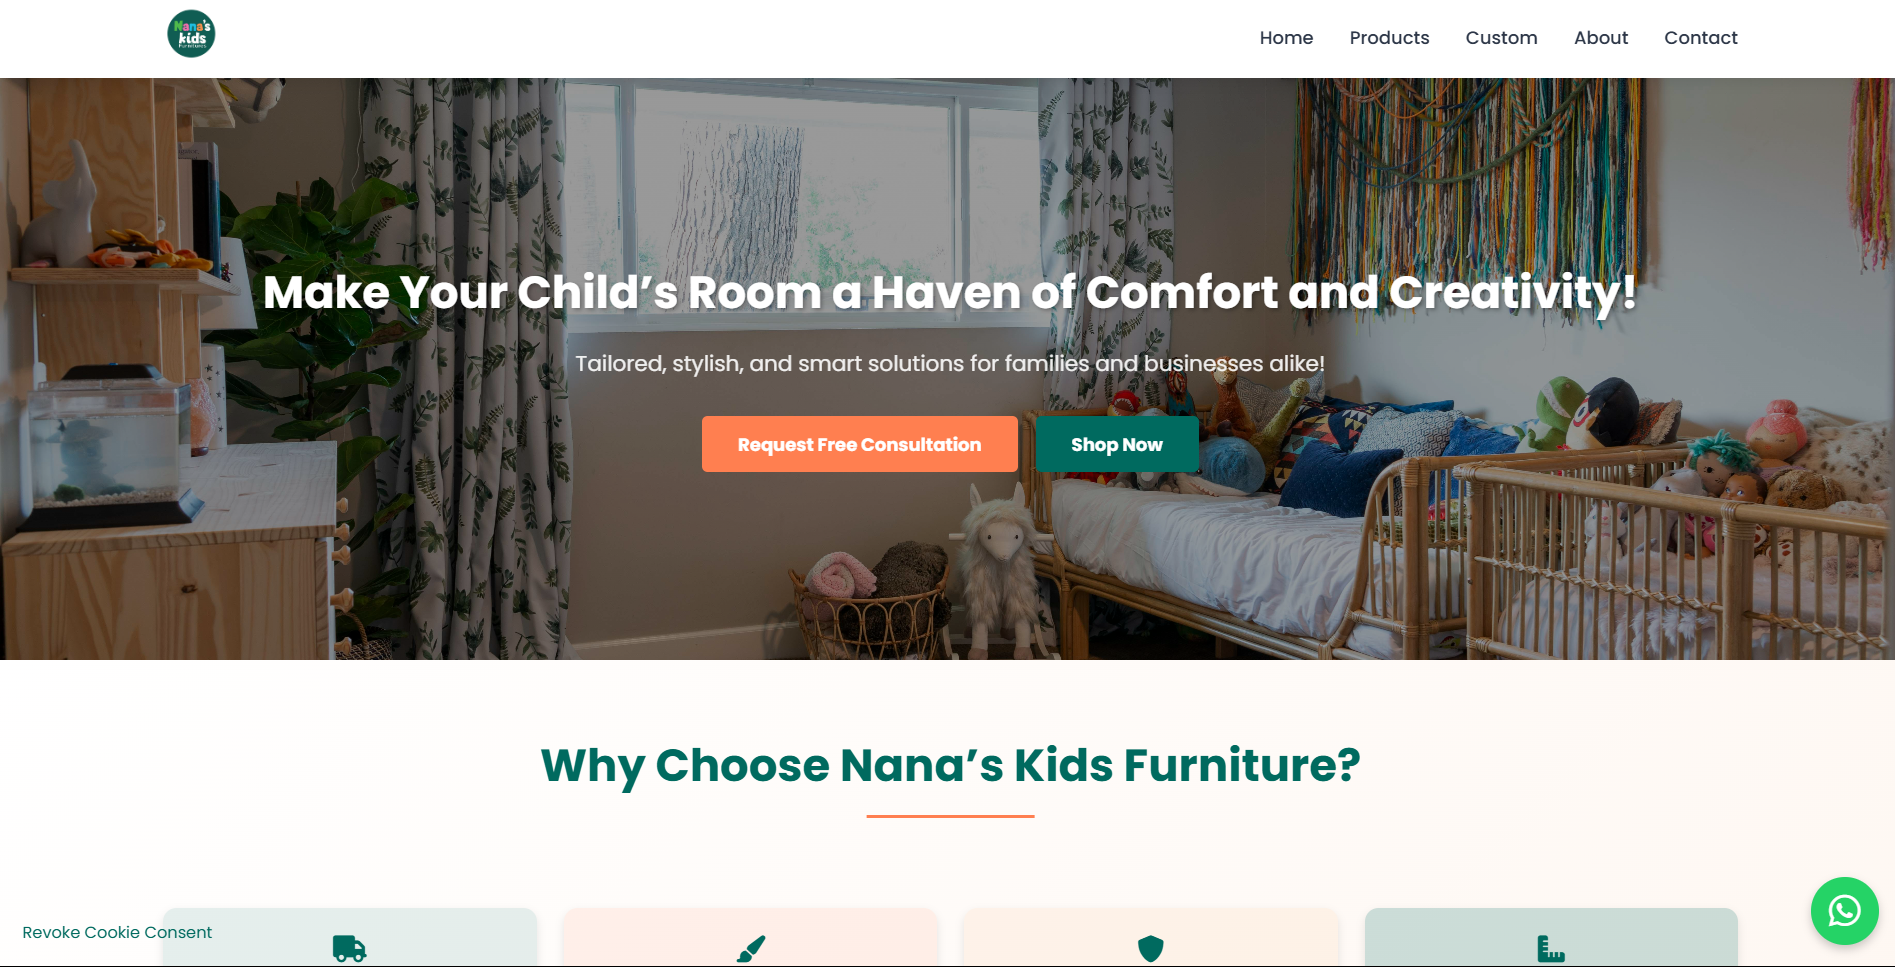 Nana's
kids
Furnitures
Home
Products
Custom
About
Contact
Make Your Child’s Room a Haven of Comfort and Creativity!
Tailored, stylish, and smart solutions for families and businesses alike!
Request Free Consultation
Shop Now
Why Choose Nana’s Kids Furniture?
Revoke Cookie Consent